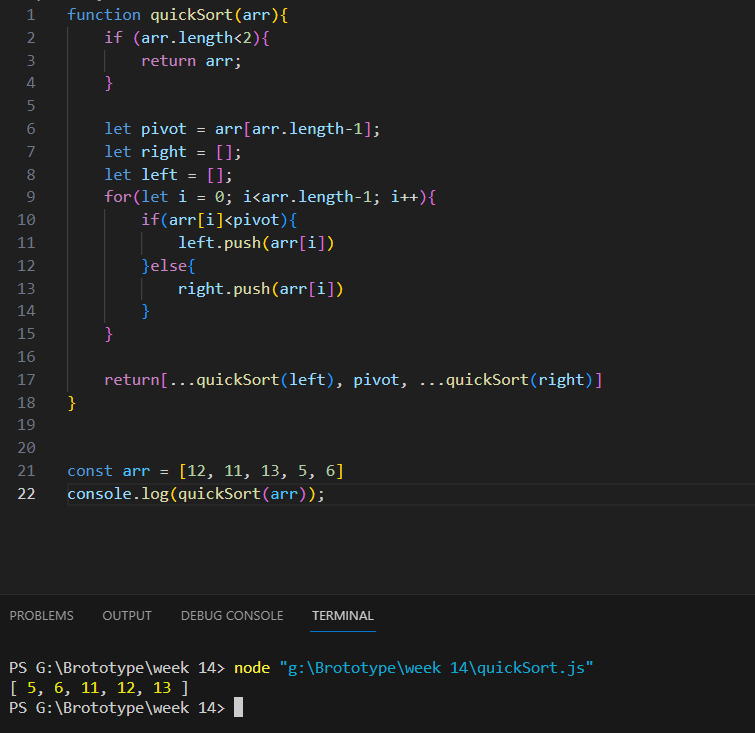 1 function quickSort(arr){
2 if (arr.length<2){
3 return arr;
4 }
5
6 let pivot = arr[arr.length-1];
7 let right = [];
8 let left = [];
9 for(let i = 0; i<arr.length-1; i++){
10 if(arr[i]<pivot){
11 left.push(arr[i])
12 }else{
13 right.push(arr[i])
14 }
15 }
16
17 return[...quickSort(left), pivot, ...quickSort(right)]
18 }
19
20
21 const arr = [12, 11, 13, 5, 6]
22 console.log(quickSort(arr));
PROBLEMS OUTPUT DEBUG CONSOLE TERMINAL
PS G:\Brototype\week 14> node "g:\Brototype\week 14\quickSort.js"
[ 5, 6, 11, 12, 13 ]
PS G:\Brototype\week 14>